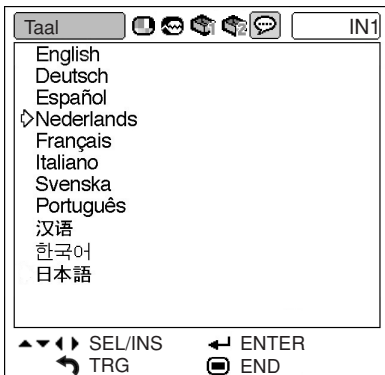 Taal IN1
English
Deutsch
Español
Nederlands
Français
Italiano
Svenska
Português
汉语
한국어
日本語
SEL/INS ENTER
TRG END